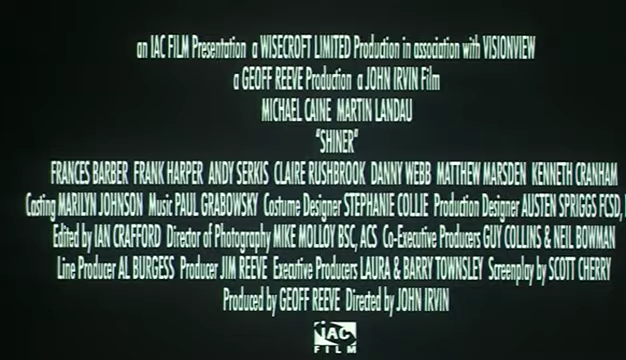 an IAC FILM Presentation a WISECROFT LIMITED Production in association with VISIONVIEW
a GEOFF REEVE Production a JOHN IRVIN Film
MICHAEL CAINE MARTIN LANDAU
"SHINER"
FRANCES BARBER FRANK HARPER ANDY SERKIS CLAIRE RUSHBROOK DANNY WEBB MATTHEW MARSDEN KENNETH CRANHAM
Casting MARILYN JOHNSON Music PAUL GRABOWSKY Costume Designer STEPHANIE COLLIE Production Designer AUSTEN SPRIGGS FCSD,
Edited by IAN CRAFFORD Director of Photography MIKE MOLLOY BSC, ACS Co-Executive Producers GUY COLLINS & NEIL BOWMAN
Line Producer AL BURGESS Producer JIM REEVE Executive Producers LAURA & BARRY TOWNSLEY Screenplay by SCOTT CHERRY
Produced by GEOFF REEVE Directed by JOHN IRVIN
IAC
FILM